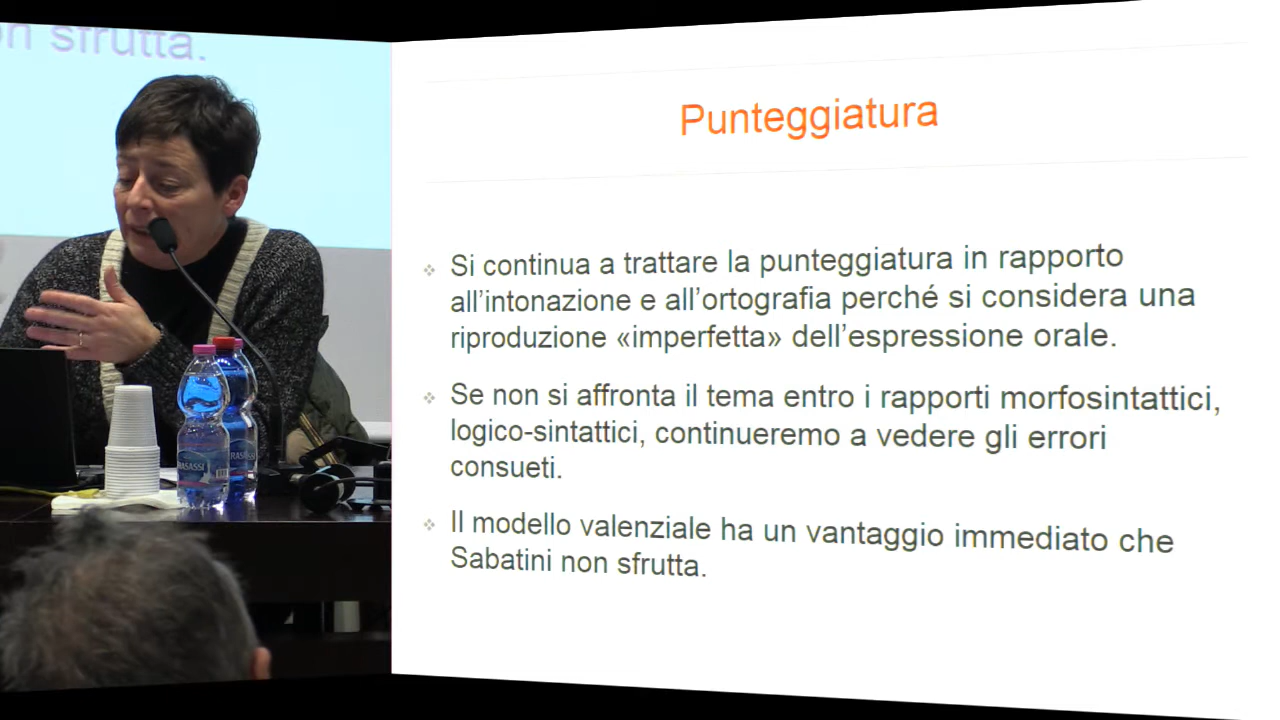 on sfrutta.
Punteggiatura
Si continua a trattare la punteggiatura in rapporto
all’intonazione e all’ortografia perché si considera una
riproduzione «imperfetta» dell’espressione orale.
Se non si affronta il tema entro i rapporti morfosintattici,
logico-sintattici, continueremo a vedere gli errori
consueti.
Il modello valenziale ha un vantaggio immediato che
Sabatini non sfrutta.